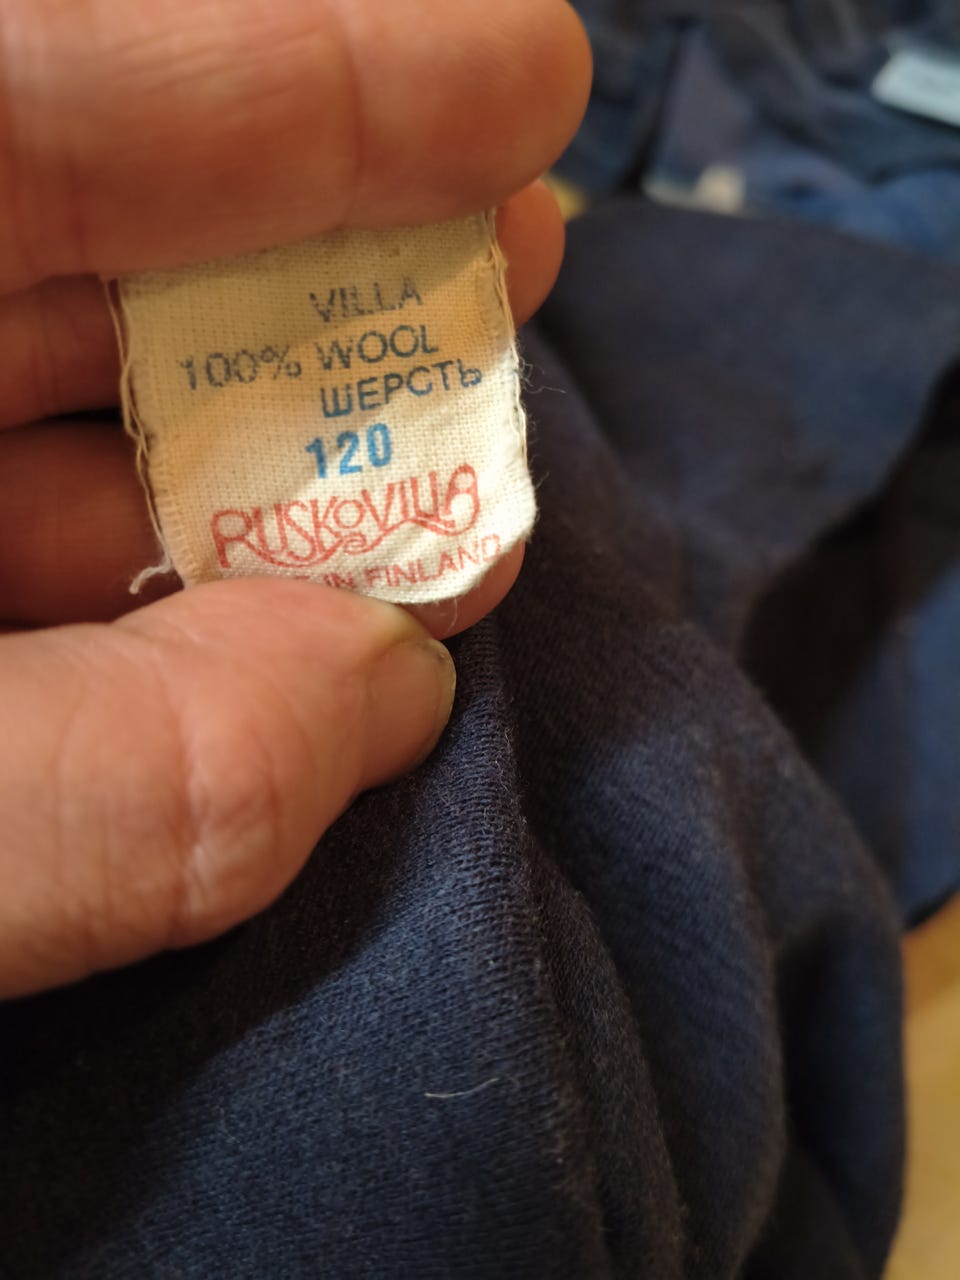 VILLA
100% WOOL
ШЕРСТЬ
120
RUSKOVILLA
IN FINLAND